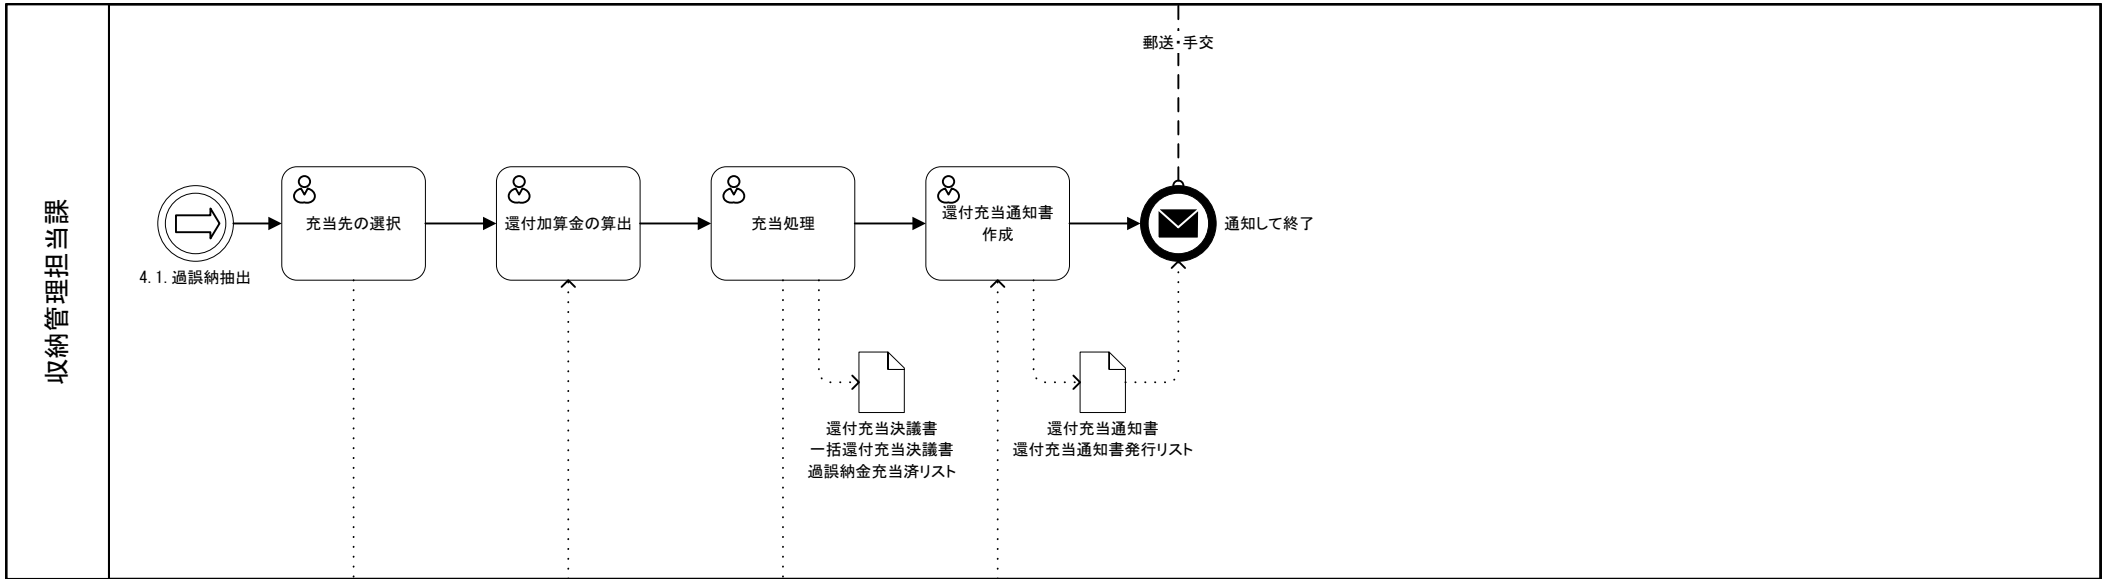 収納管理担当課
郵送・手交
4.1.過誤納抽出
充当先の選択
還付加算金の算出
充当処理
還付充当通知書
作成
通知して終了
還付充当決議書
一括還付充当決議書
過誤納金充当済リスト
還付充当通知書
還付充当通知書発行リスト